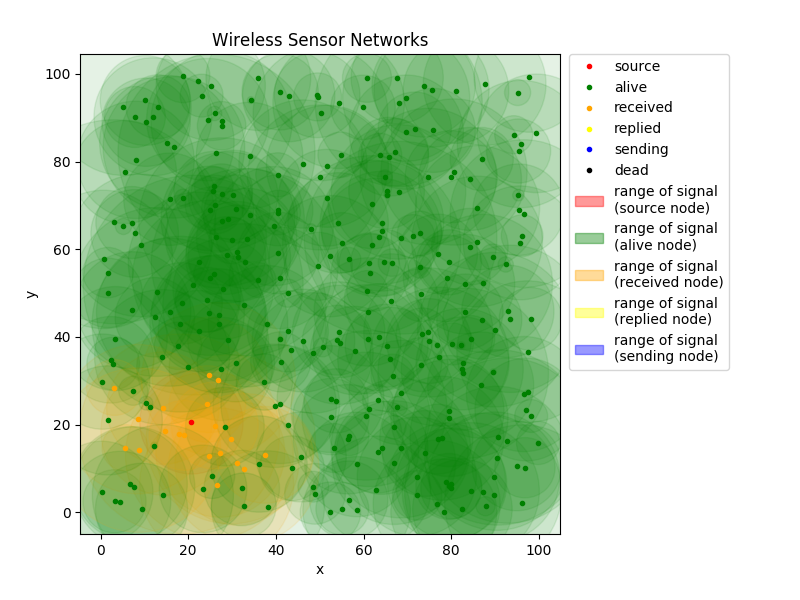 Wireless Sensor Networks
100
80
60
40
20
0
y
0
20
40
60
80
100
x
source
alive
received
replied
sending
dead
range of signal
(source node)
range of signal
(alive node)
range of signal
(received node)
range of signal
(replied node)
range of signal
(sending node)